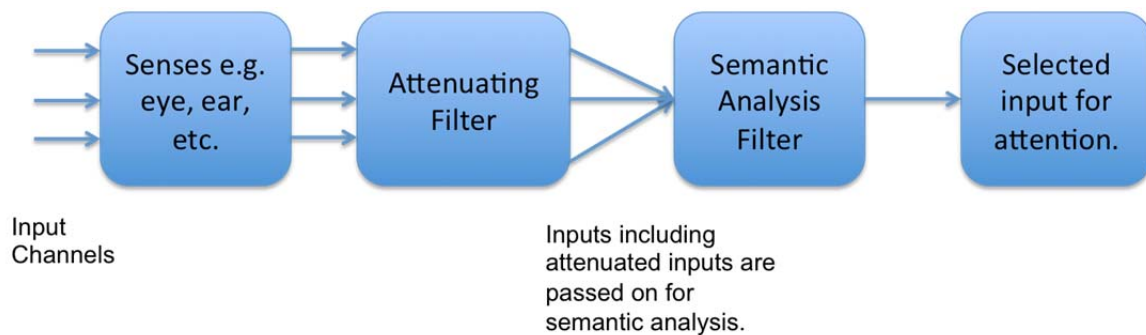 Senses e.g.
eye, ear,
etc.
Attenuating
Filter
Semantic
Analysis
Filter
Selected
input for
attention.
Input
Channels
Inputs including
attenuated inputs are
passed on for
semantic analysis.